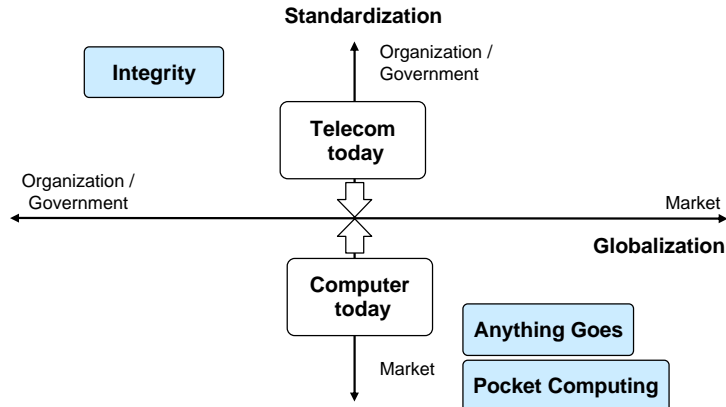 Standardization
Organization /
Government
Integrity
Telecom
today
Organization /
Government
Market
Globalization
Computer
today
Anything Goes
Market
Pocket Computing